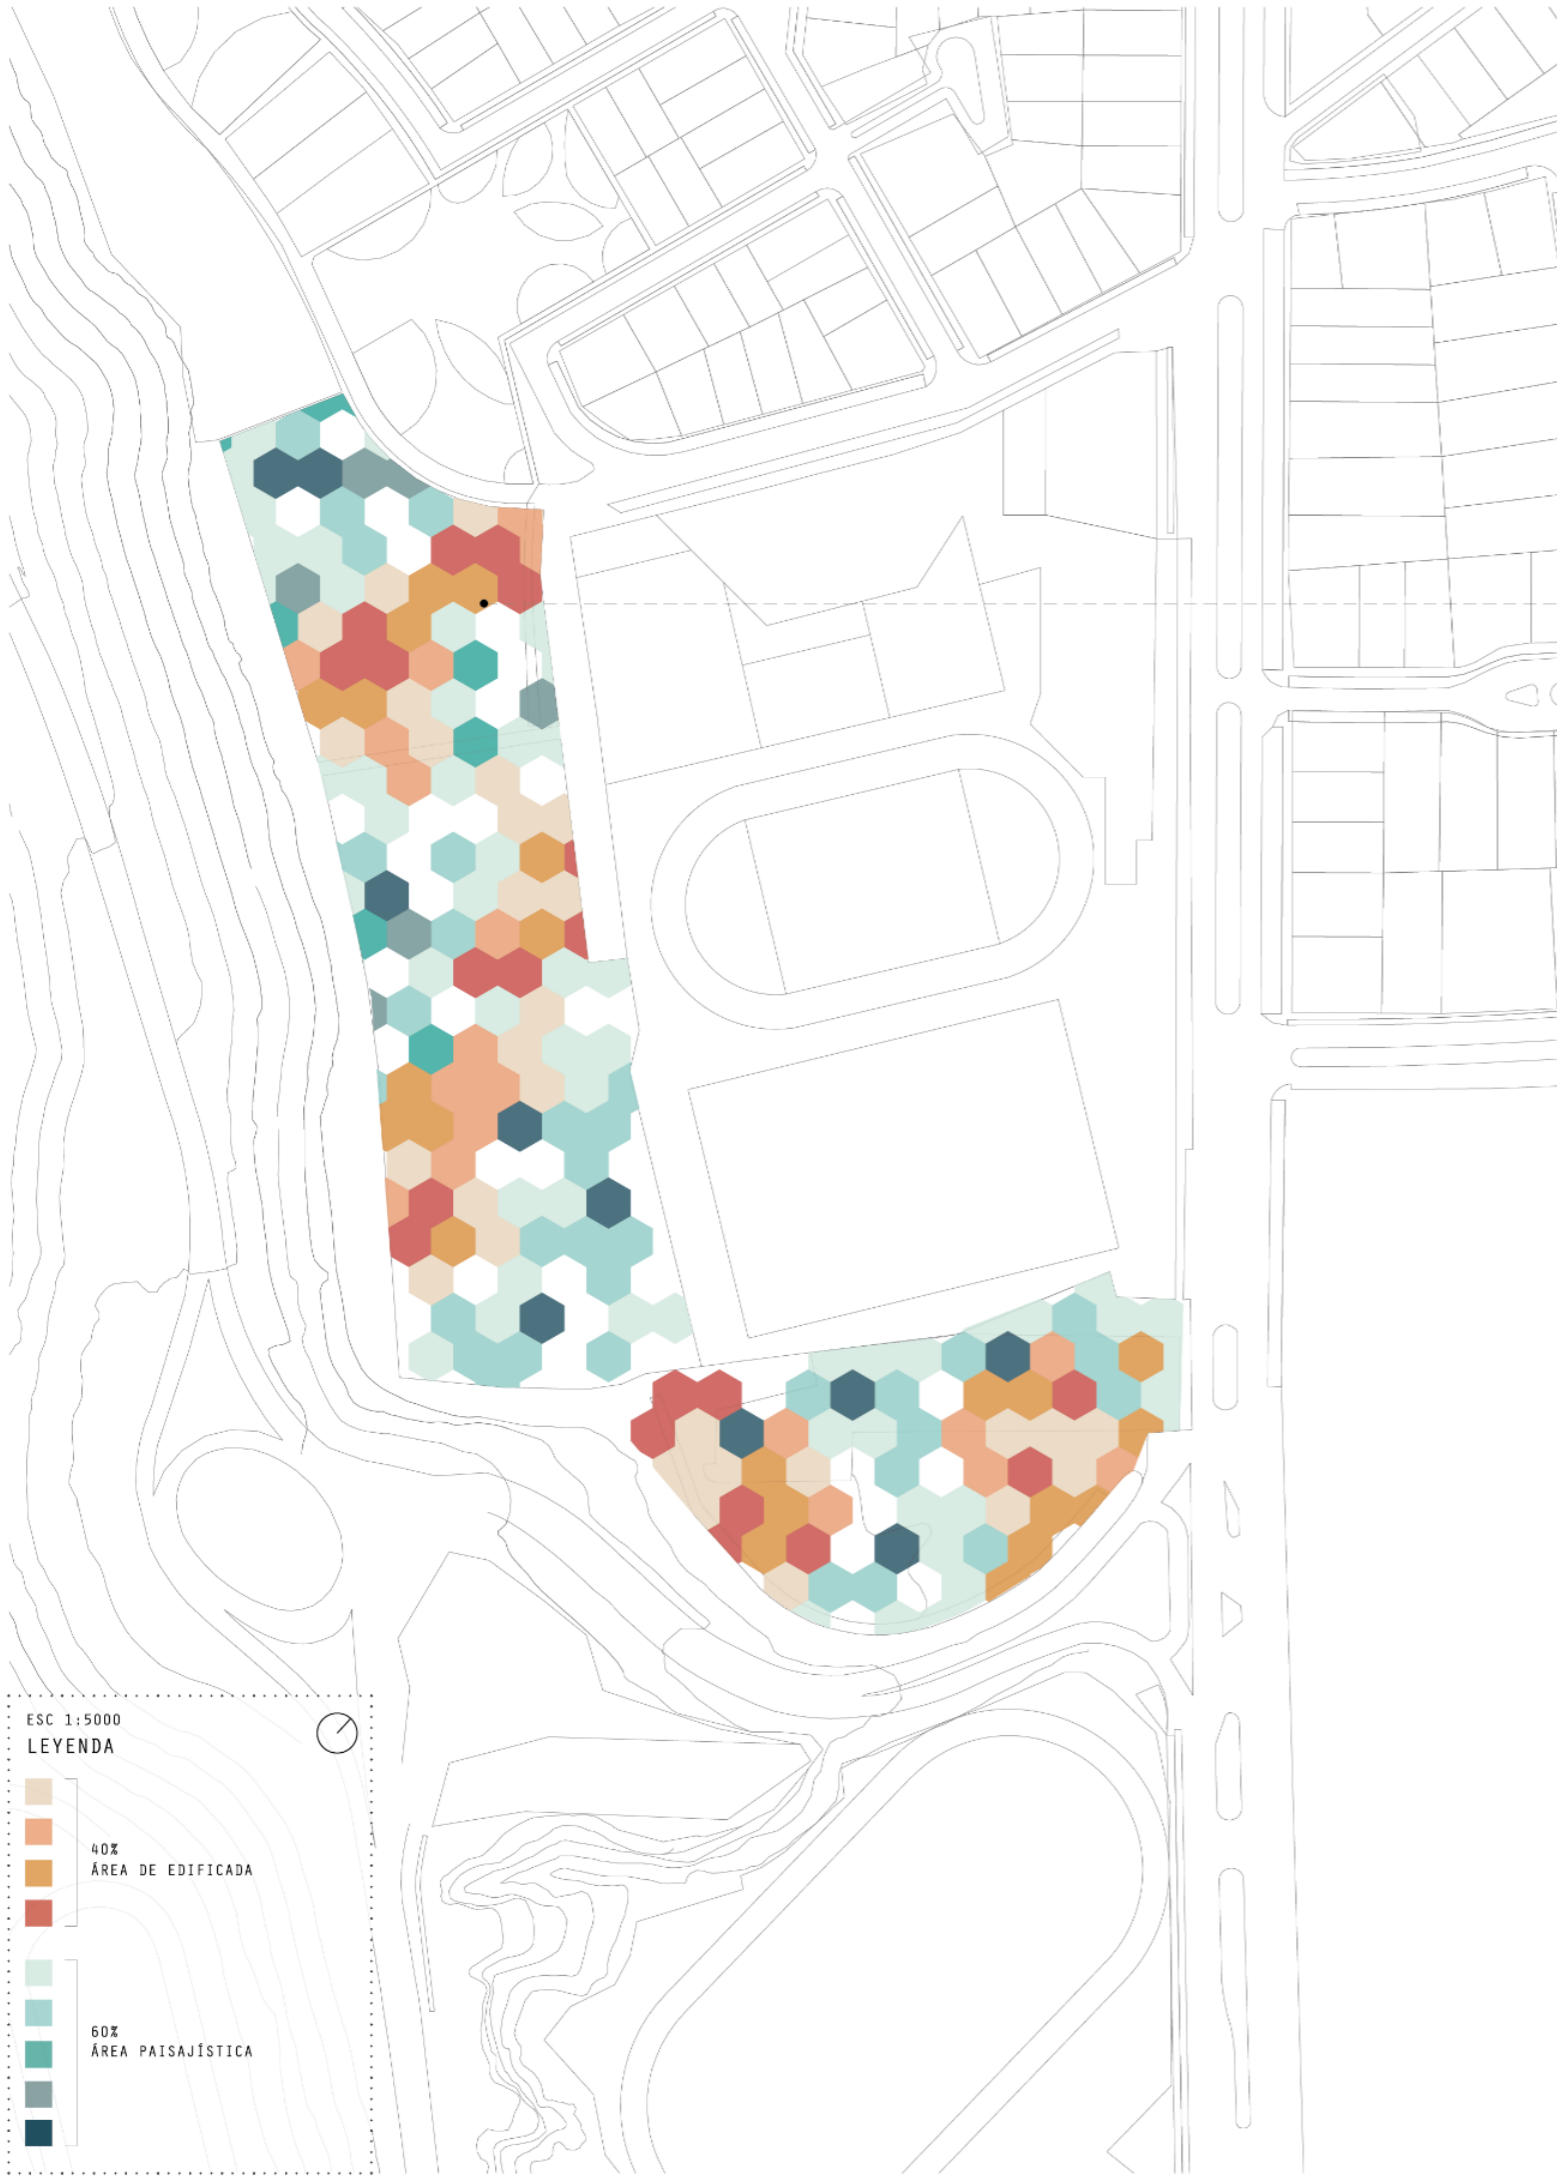 ESC 1:5000
LEYENDA
40%
ÁREA DE EDIFICADA
60%
ÁREA PAISAJÍSTICA